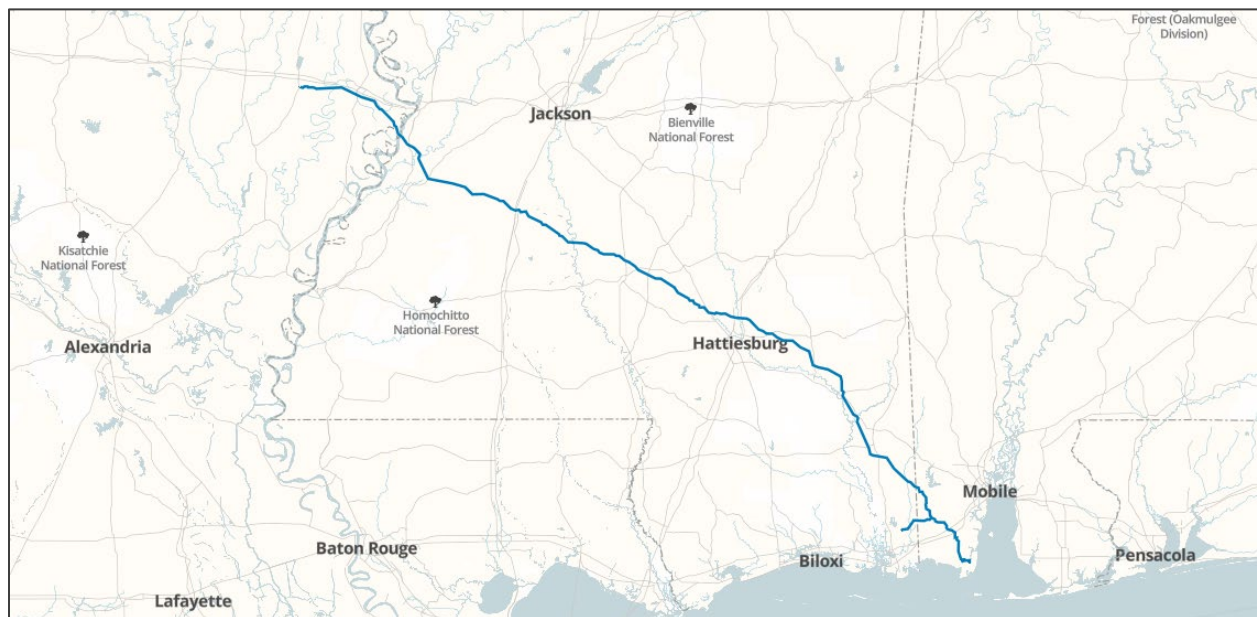 Forest (Oakmulgee
Division)
Jackson
Bienville
National Forest
Kisatchie
National Forest
Homochitto
National Forest
Alexandria
Hattiesburg
Mobile
Baton Rouge
Biloxi
Pensacola
Lafayette